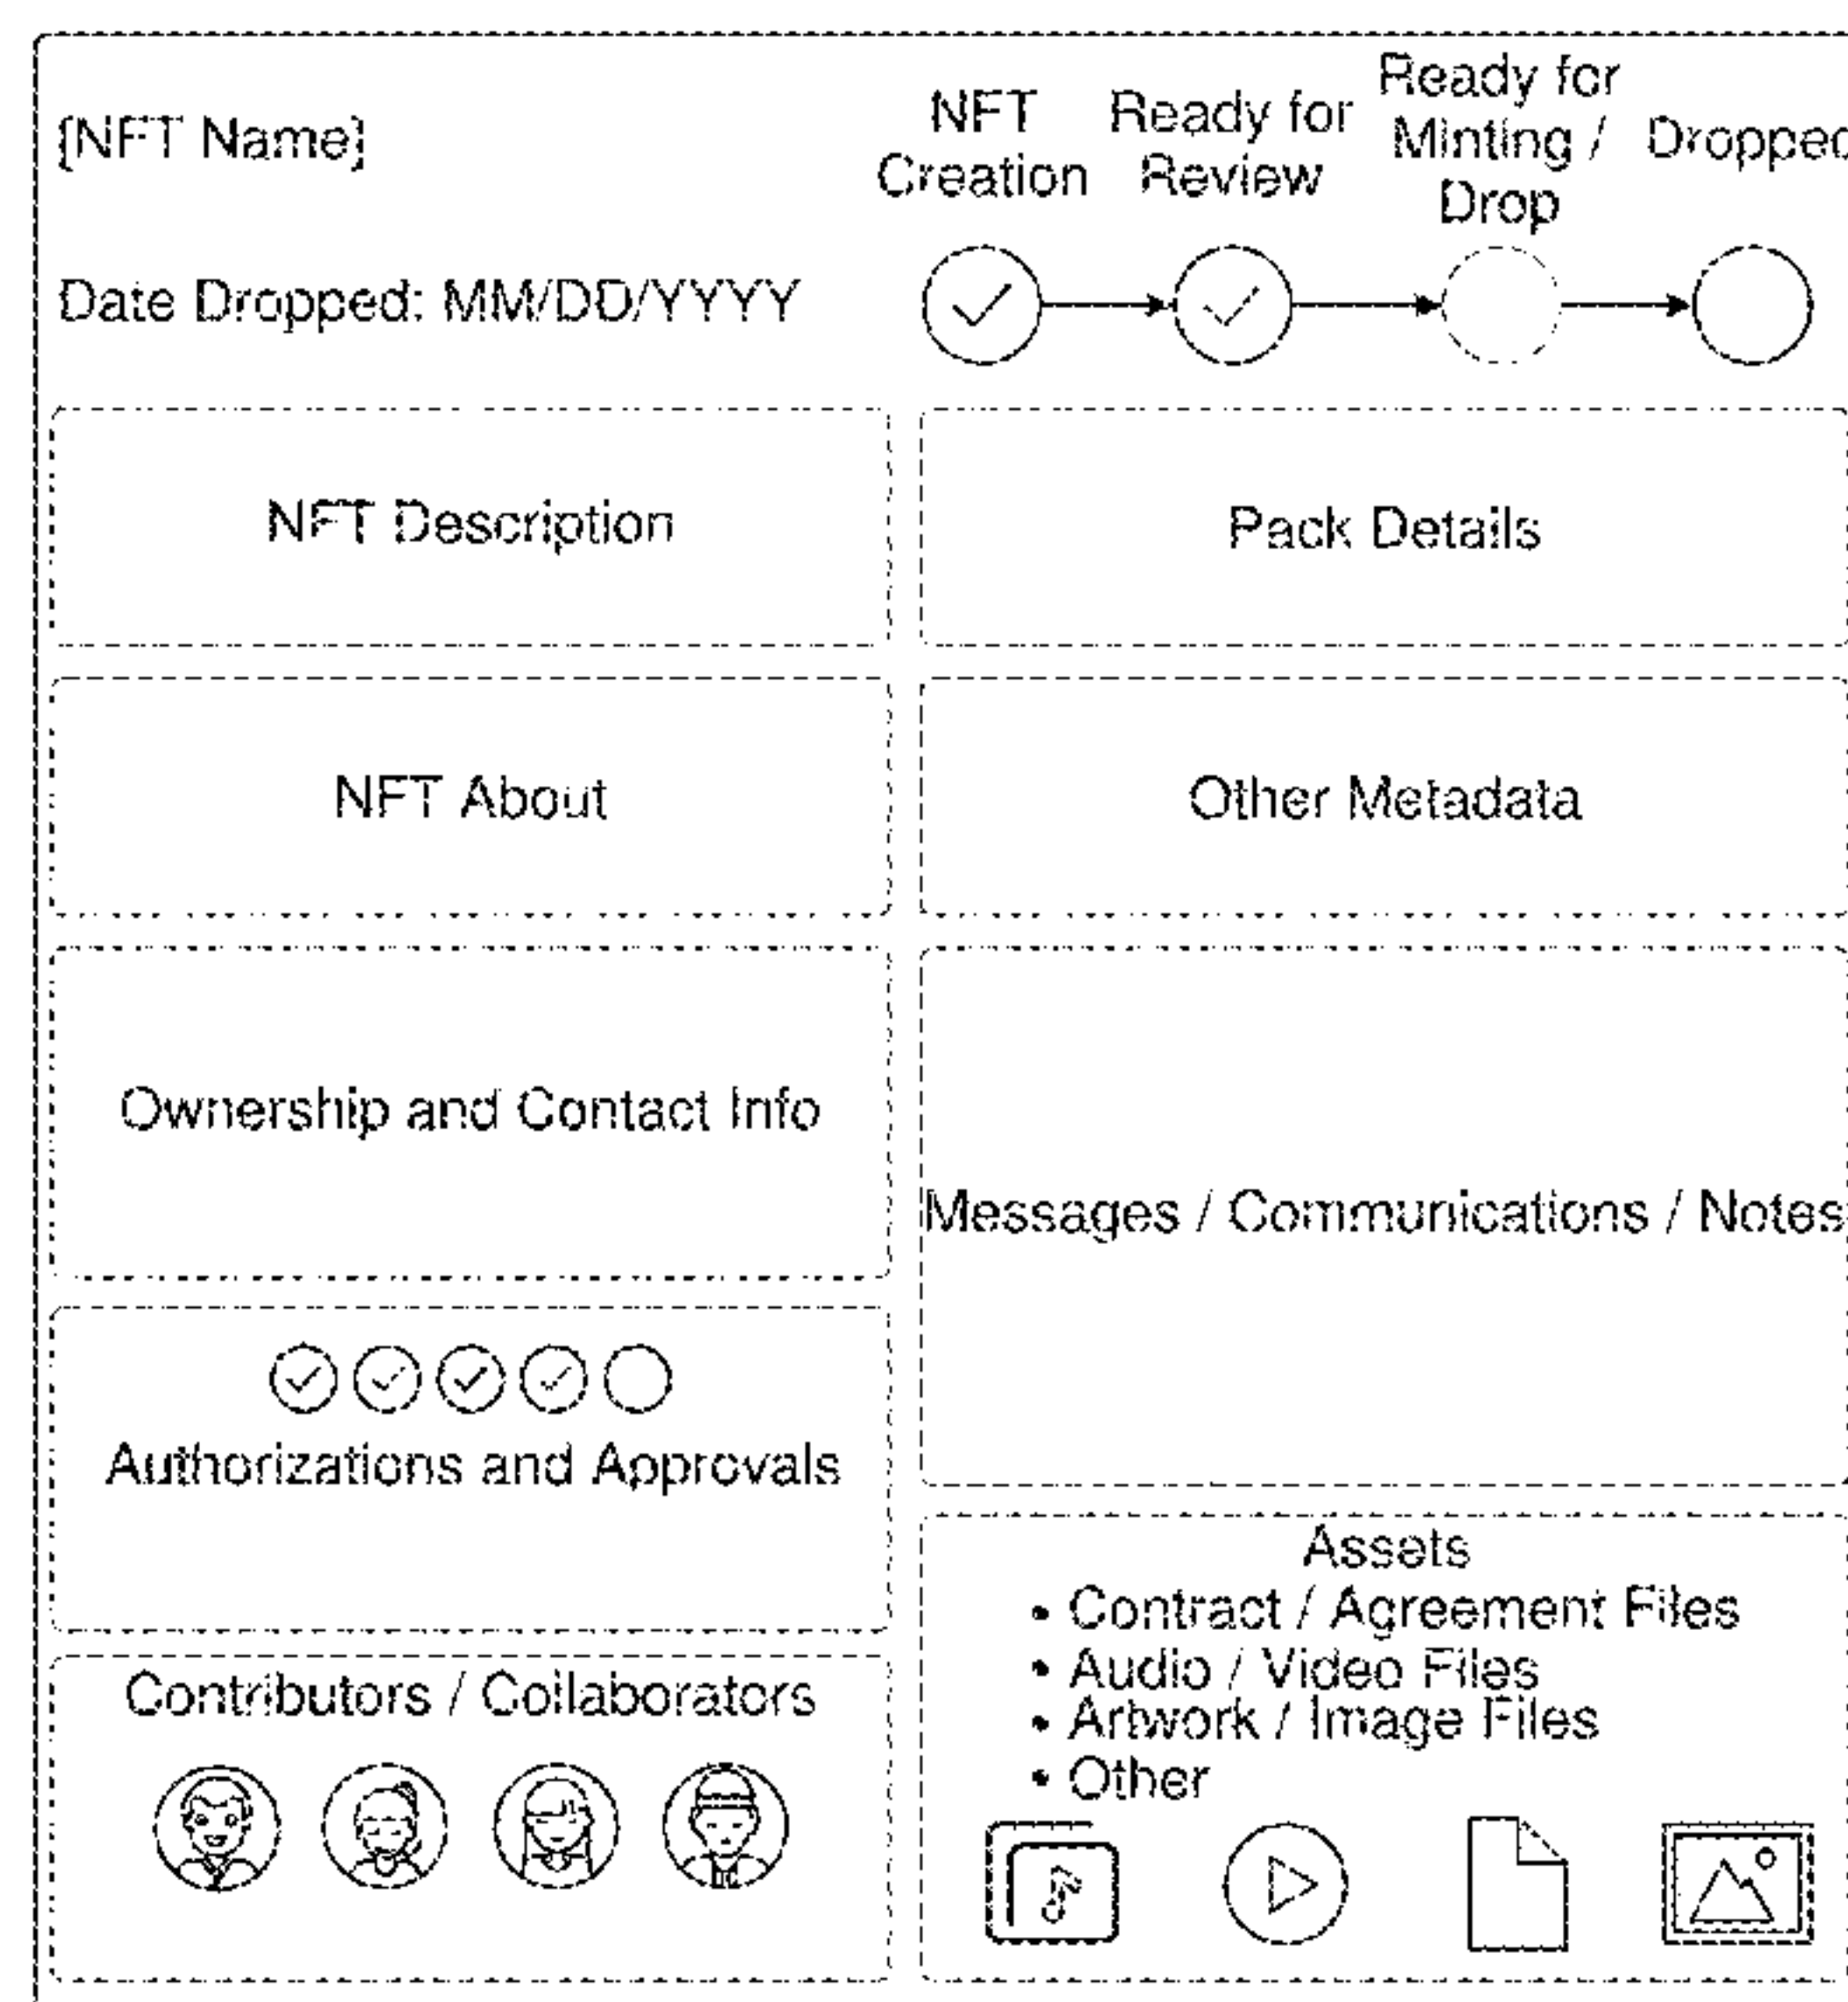 [NFT Name]
NFT
Creation
Ready for
Review
Ready for
Minting /
Drop
Dropped
Date Dropped: MM/DD/YYYY
NFT Description
Pack Details
NFT About
Other Metadata
Ownership and Contact Info
Messages / Communications / Notes
Authorizations and Approvals
Assets
• Contract / Agreement Files
• Audio / Video Files
• Artwork / Image Files
• Other
Contributors / Collaborators